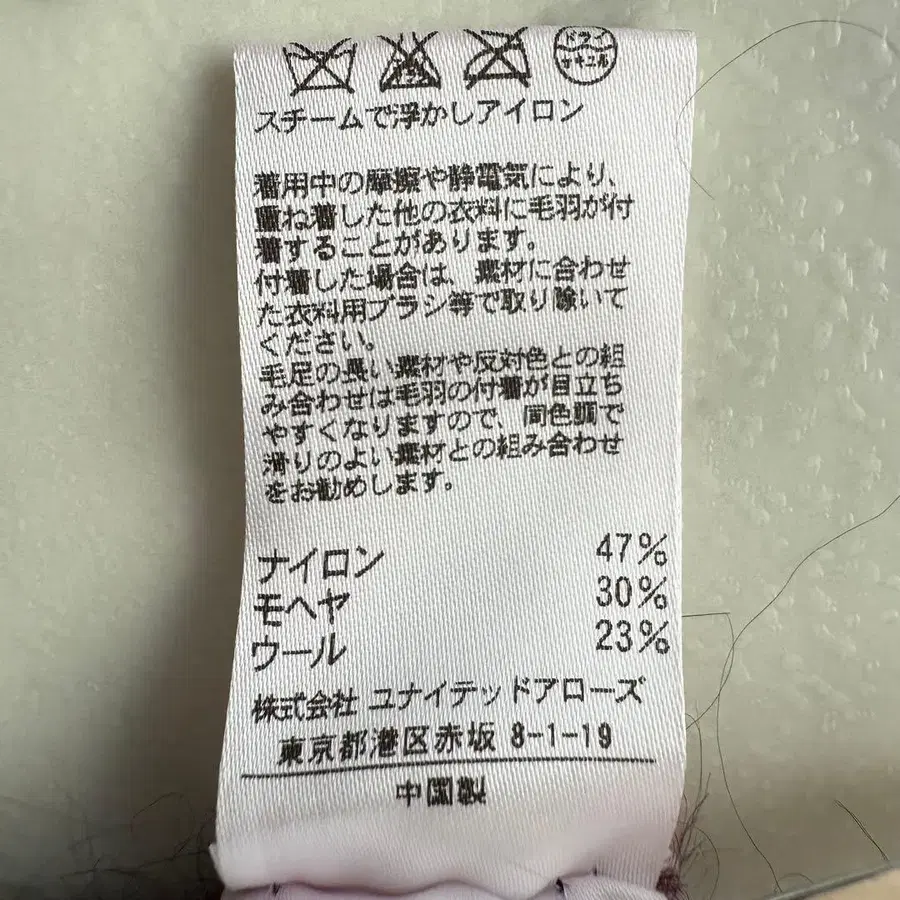 ドライ
セキユ系
スチームで浮かしアイロン
着用中の摩擦や静電気により、
重ね着した他の衣料に毛羽が付
着することがあります。
付着した場合は、素材に合わせ
た衣料用ブラシ等で取り除いて
ください。
毛足の長い素材や反対色との組
み合わせは毛羽の付着が目立ち
やすくなりますので、同色調で
滑りのよい素材との組み合わせ
をお勧めします。
ナイロン 47%
モヘヤ 30%
ウール 23%
株式会社 ユナイテッドアローズ
東京都港区赤坂 8-1-19
中国製